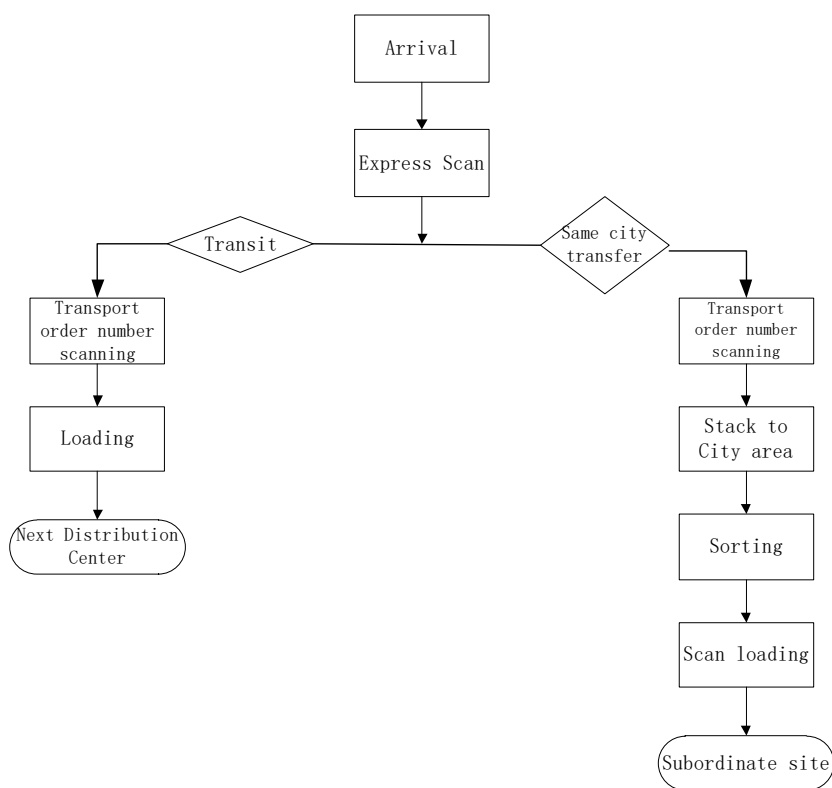 Arrival
Express Scan
Transit
Same city
transfer
Transport
order number
scanning
Transport
order number
scanning
Loading
Stack to
City area
Next Distribution
Center
Sorting
Scan loading
Subordinate site